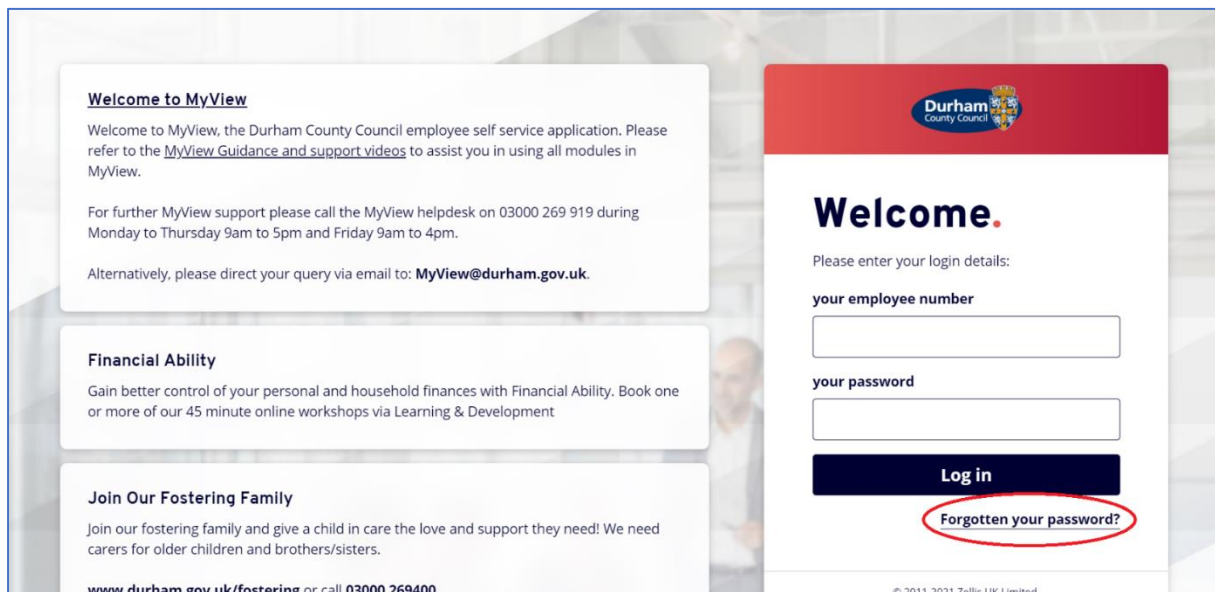 Welcome to MyView
Welcome to MyView, the Durham County Council employee self service application. Please
refer to the MyView Guidance and support videos to assist you in using all modules in
MyView.
For further MyView support please call the MyView helpdesk on 03000 269 919 during
Monday to Thursday 9am to 5pm and Friday 9am to 4pm.
Alternatively, please direct your query via email to: MyView@durham.gov.uk.
Financial Ability
Gain better control of your personal and household finances with Financial Ability. Book one
or more of our 45 minute online workshops via Learning & Development
Join Our Fostering Family
Join our fostering family and give a child in care the love and support they need! We need
carers for older children and brothers/sisters.
www.durham.gov.uk/fostering or call 03000 269400
Durham
County Council
Welcome.
Please enter your login details:
your employee number
your password
Log in
Forgotten your password?
© 2011-2021 Zellis UK Limited